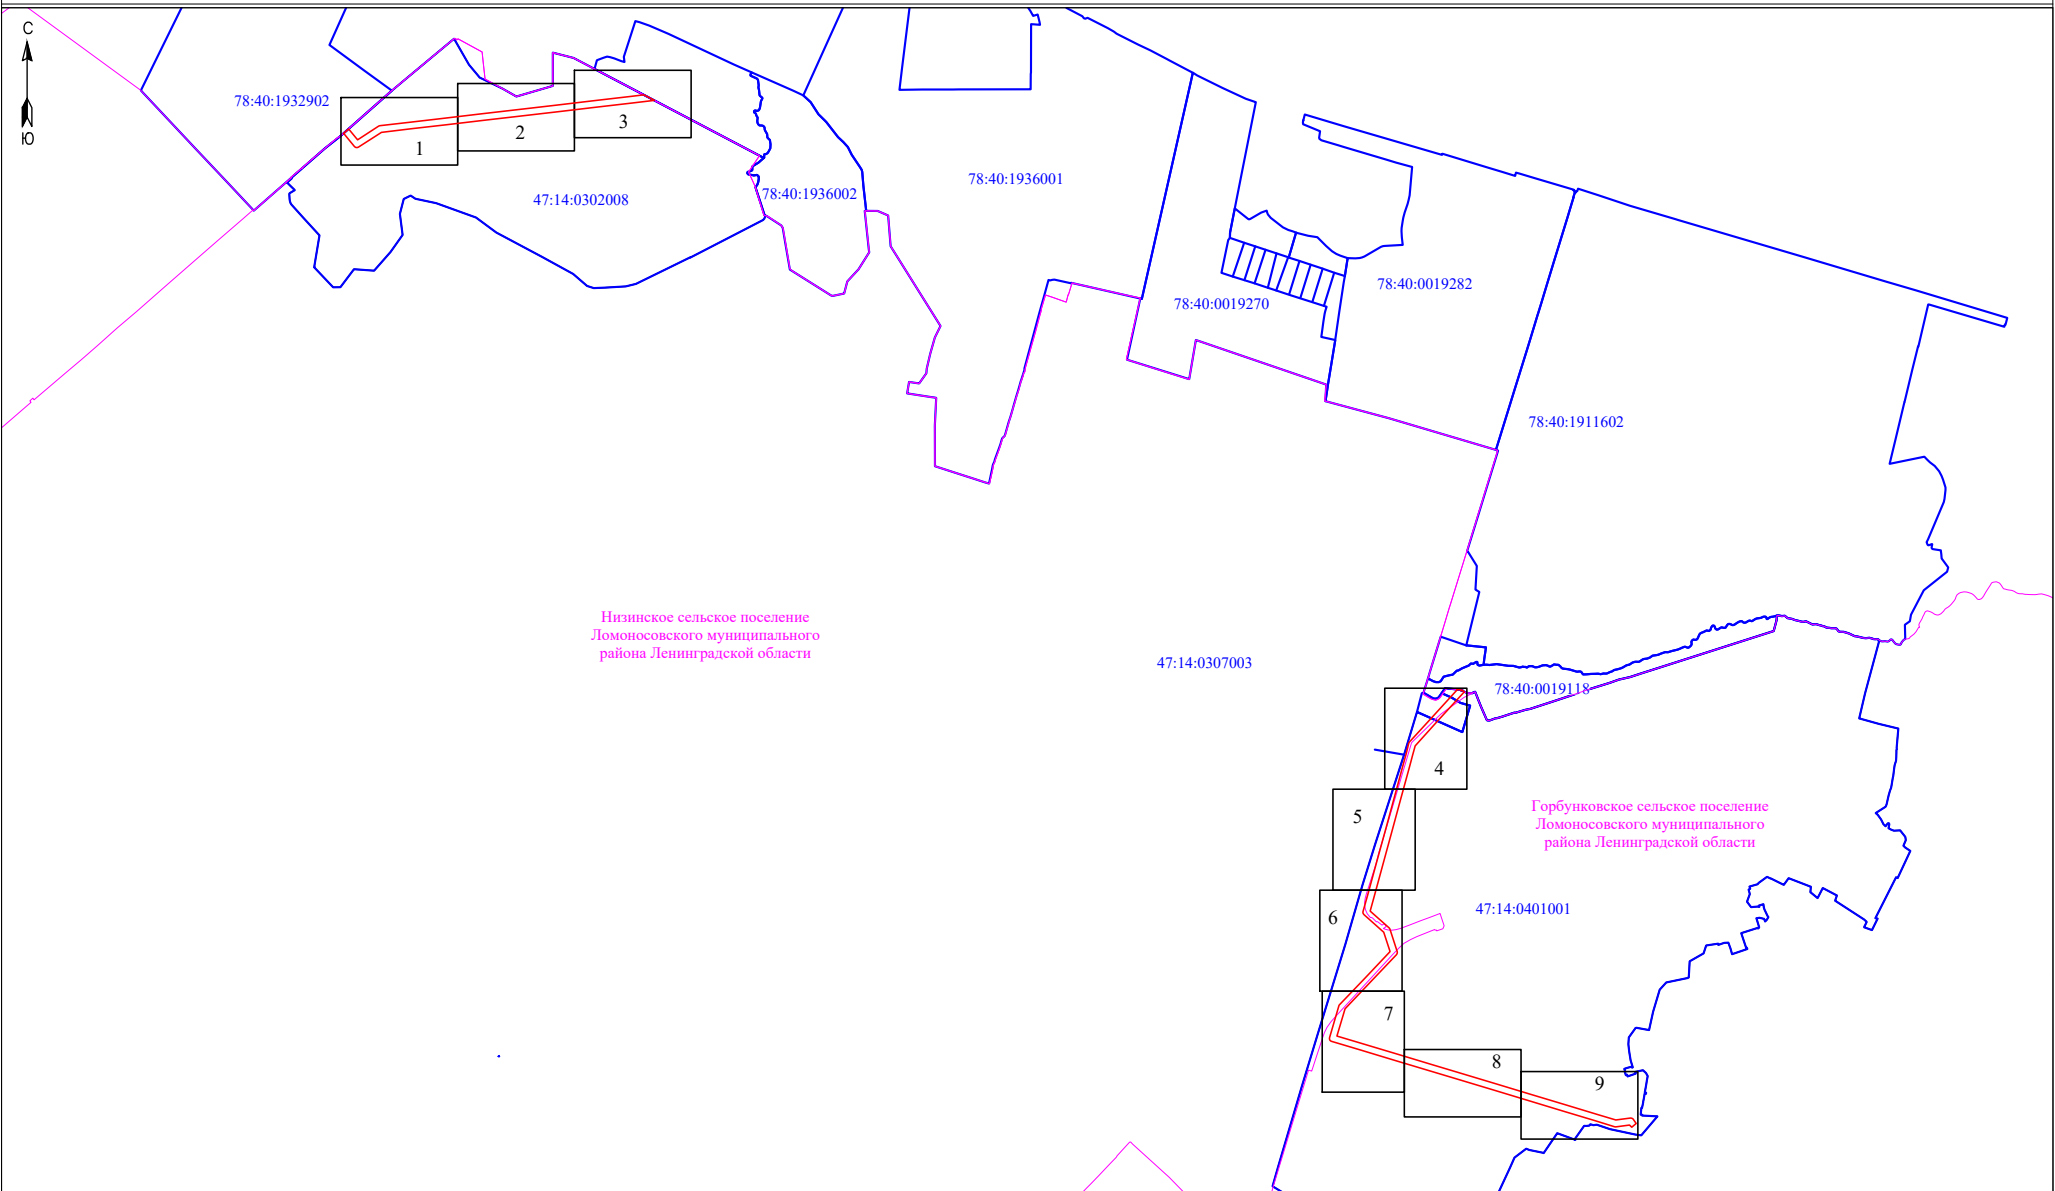 С
Ю
78:40:1932902
1
2
3
47:14:0302008
78:40:1936002
78:40:1936001
78:40:0019270
78:40:0019282
78:40:1911602
Низинское сельское поселение
Ломоносовского муниципального
района Ленинградской области
47:14:0307003
78:40:0019118
4
5
Горбунковское сельское поселение
Ломоносовского муниципального
района Ленинградской области
6
47:14:0401001
7
8
9